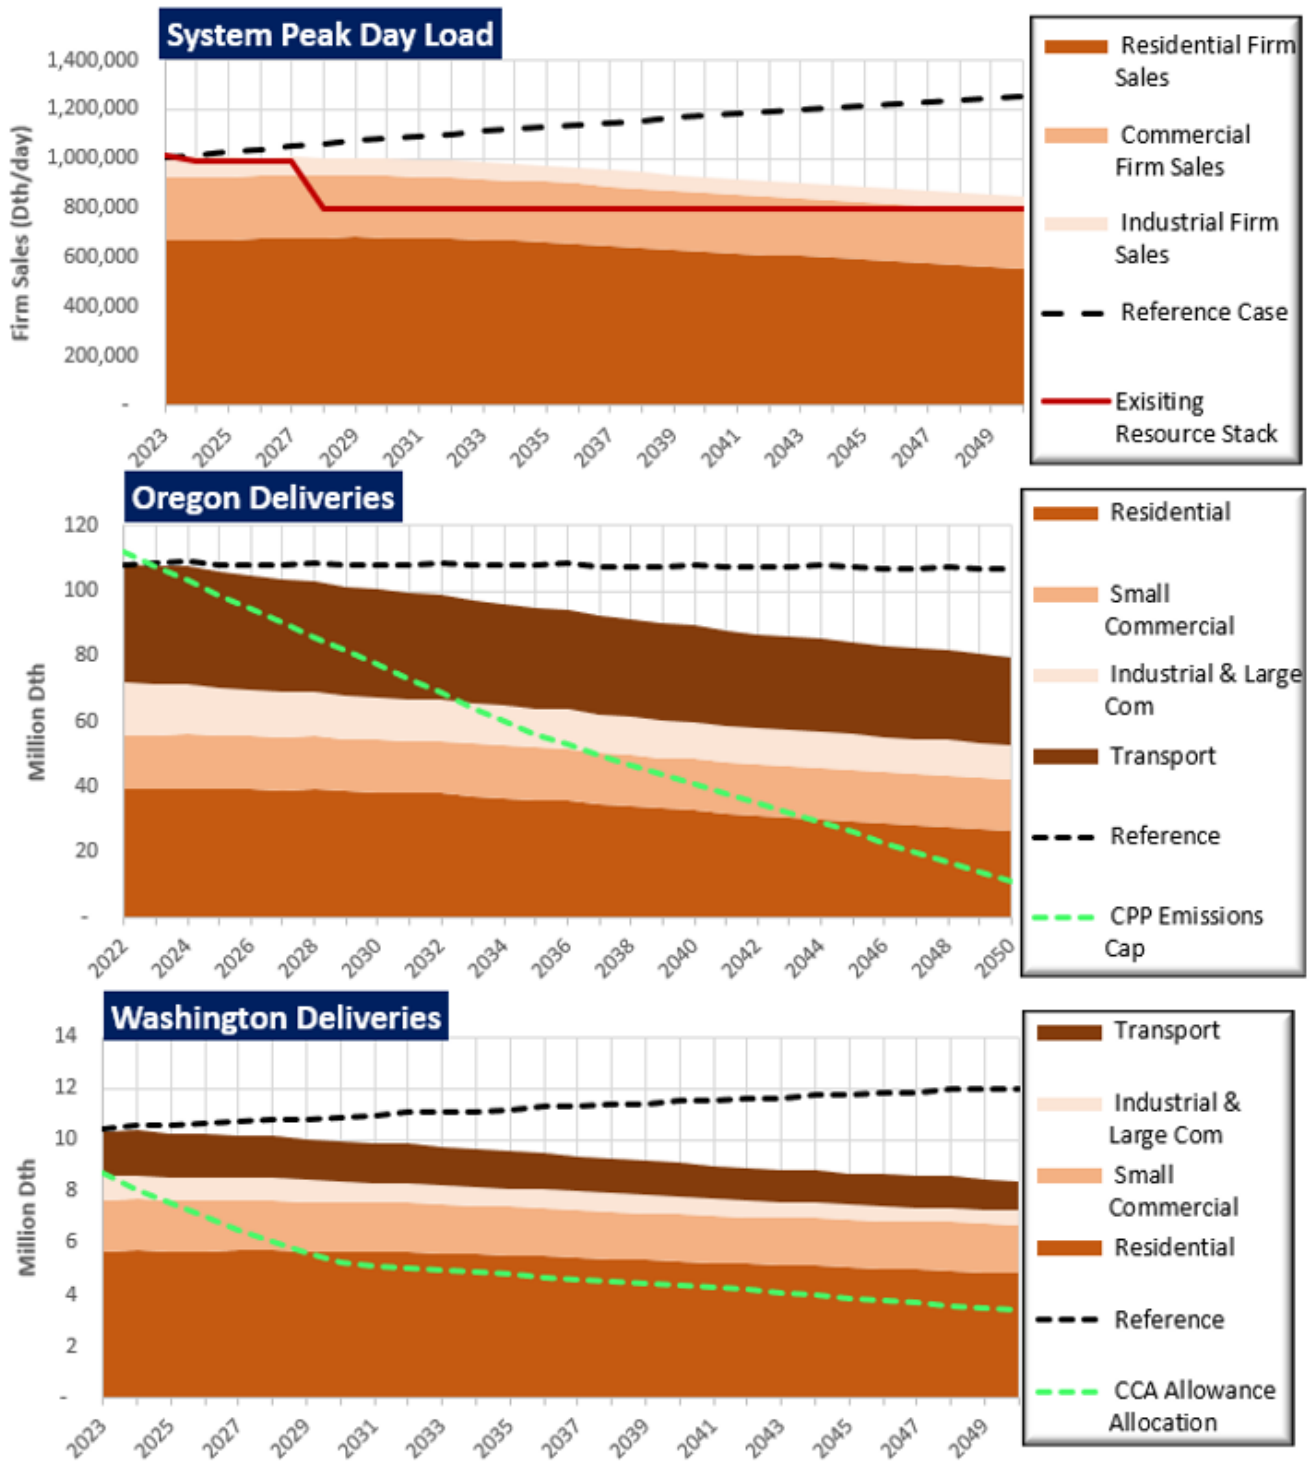 System Peak Day Load
Firm Sales (Dth/day)
1,400,000
1,200,000
1,000,000
800,000
600,000
400,000
200,000
-
2023
2025
2027
2029
2031
2033
2035
2037
2039
2041
2043
2045
2047
2049
Residential Firm
Sales
Commercial
Firm Sales
Industrial Firm
Sales
Reference Case
Exisiting
Resource Stack
Oregon Deliveries
Million Dth
120
100
80
60
40
20
-
2022
2024
2026
2028
2030
2032
2034
2036
2038
2040
2042
2044
2046
2048
2050
Residential
Small
Commercial
Industrial & Large
Com
Transport
Reference
CPP Emissions
Cap
Washington Deliveries
Million Dth
14
12
10
8
6
4
2
-
2023
2025
2027
2029
2031
2033
2035
2037
2039
2041
2043
2045
2047
2049
Transport
Industrial &
Large Com
Small
Commercial
Residential
Reference
CCA Allowance
Allocation